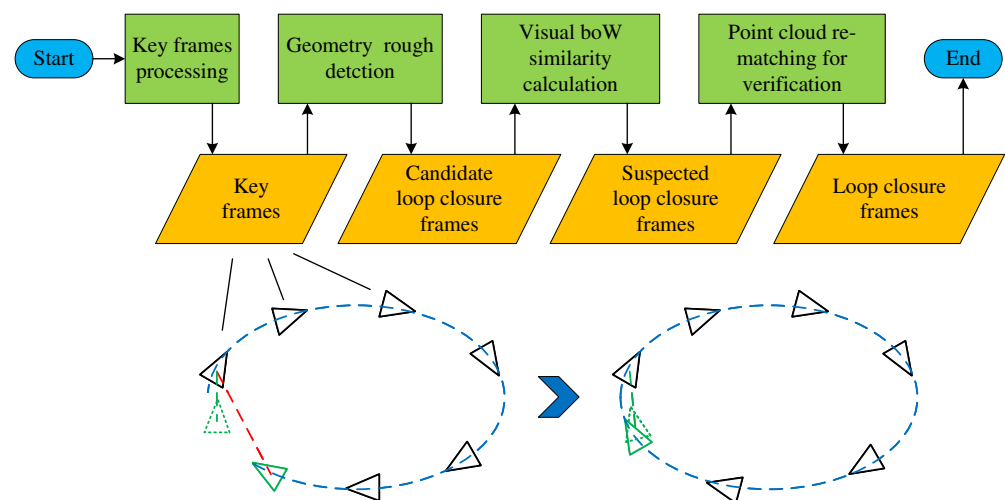 Start
Key frames
processing
Geometry rough
detction
Visual boW
similarity
calculation
Point cloud re-
matching for
verification
End
Key
frames
Candidate
loop closure
frames
Suspected
loop closure
frames
Loop closure
frames